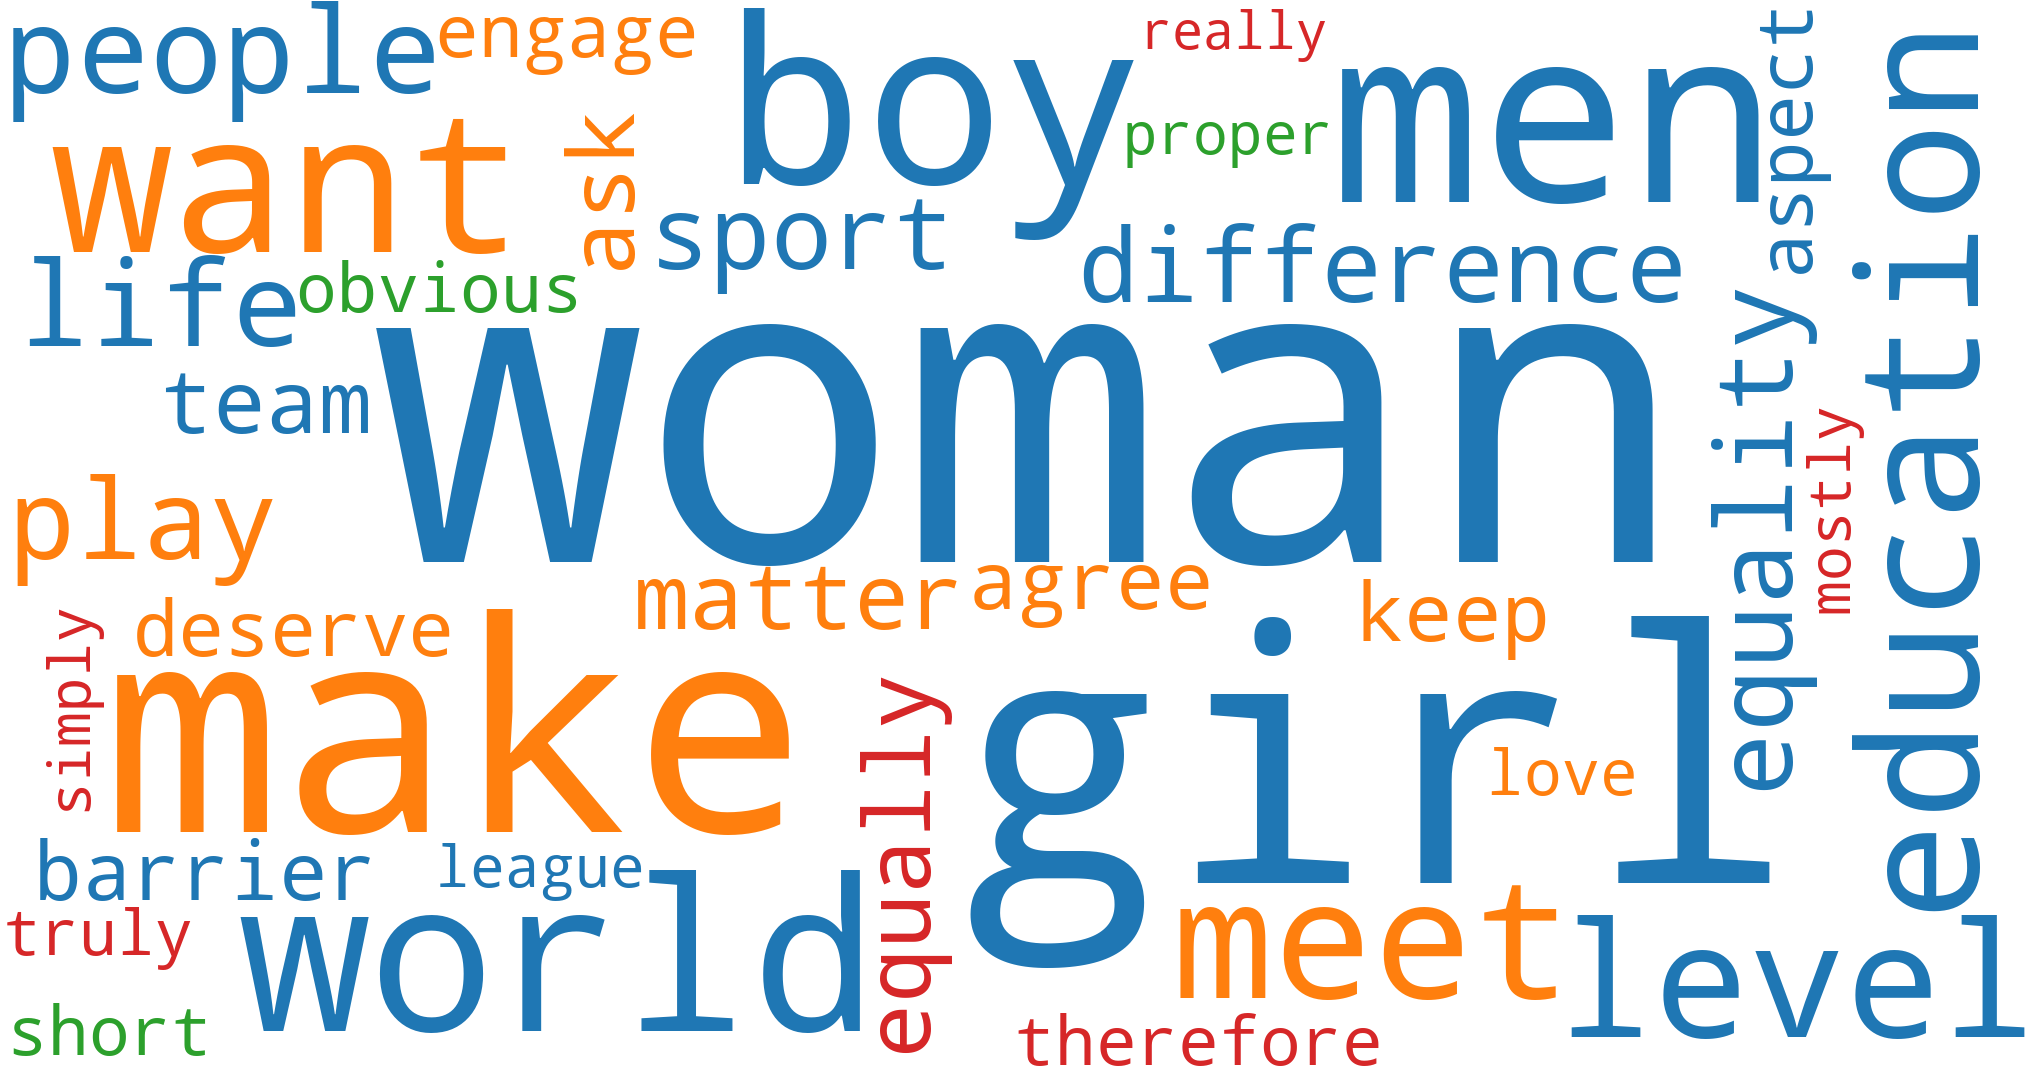 people
engage
boy
really
men
aspect
education
want
ask
proper
sport
difference
life
obvious
equality
team
woman
mostly
play
matter
agree
keep
deserve
simply
make
equally
girl
love
barrier
league
truly
world
meet
level
short
therefore